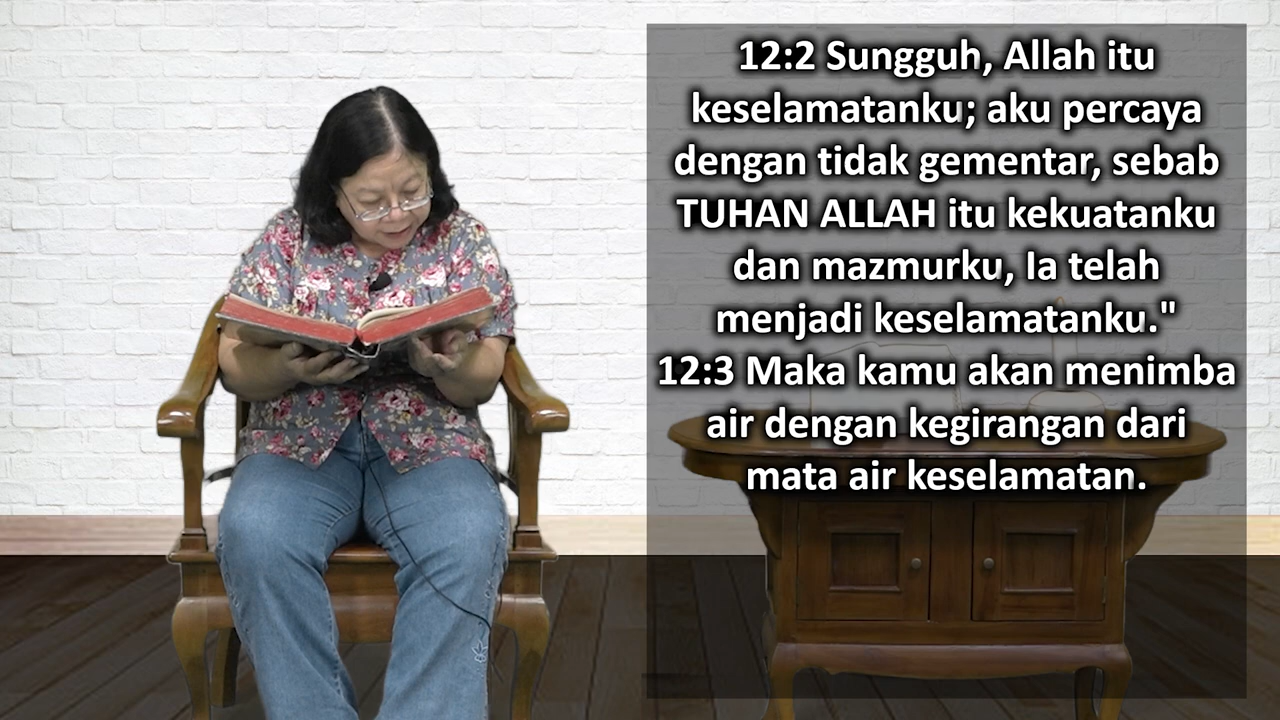 12:2 Sungguh, Allah itu
keselamatanku; aku percaya
dengan tidak gementar, sebab
TUHAN ALLAH itu kekuatanku
dan mazmurku, Ia telah
menjadi keselamatanku."
12:3 Maka kamu akan menimba
air dengan kegirangan dari
mata air keselamatan.